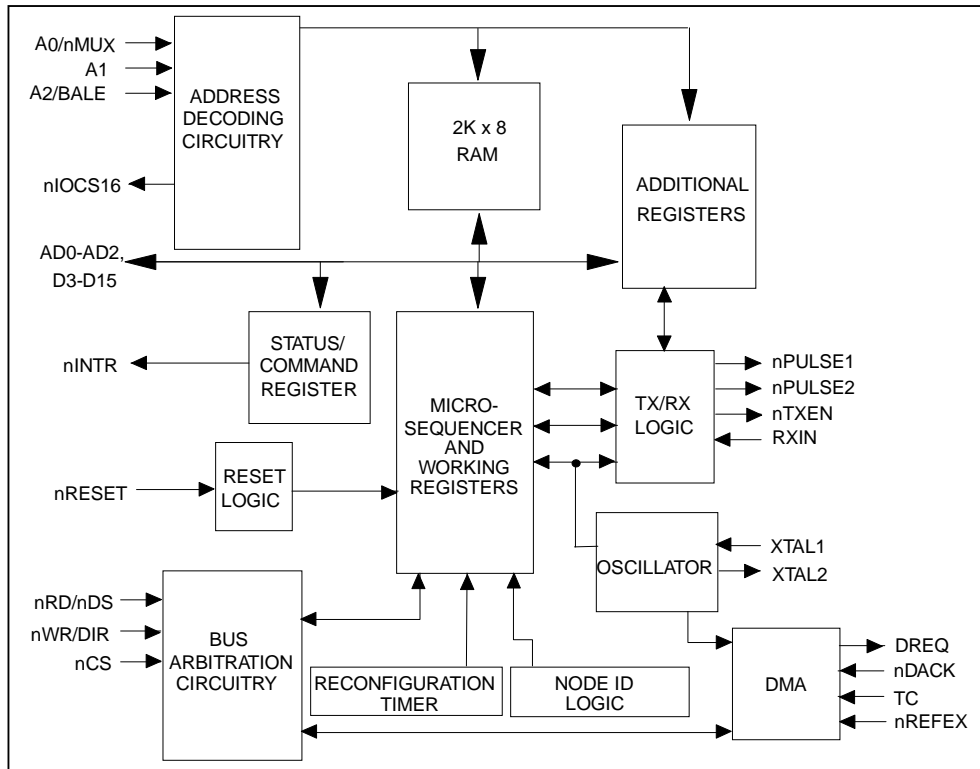 A0/nMUX
A1
A2/BALE
nIOCS16
AD0-AD2,
D3-D15
nINTR
nRESET
nRD/nDS
nWR/DIR
nCS
ADDRESS
DECODING
CIRCUITRY
2K x 8
RAM
ADDITIONAL
REGISTERS
STATUS/
COMMAND
REGISTER
MICRO-
SEQUENCER
AND
WORKING
REGISTERS
TX/RX
LOGIC
nPULSE1
nPULSE2
nTXEN
RXIN
RESET
LOGIC
OSCILLATOR
XTAL1
XTAL2
BUS
ARBITRATION
CIRCUITRY
RECONFIGURATION
TIMER
NODE ID
LOGIC
DMA
DREQ
nDACK
TC
nREFEX